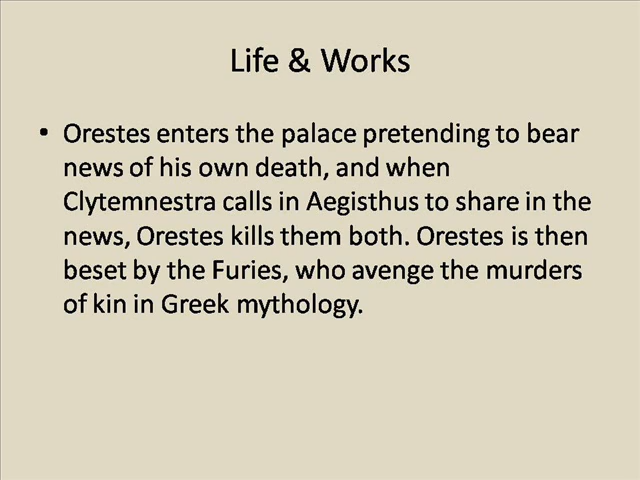 Life & Works
• Orestes enters the palace pretending to bear
news of his own death, and when
Clytemnestra calls in Aegisthus to share in the
news, Orestes kills them both. Orestes is then
beset by the Furies, who avenge the murders
of kin in Greek mythology.